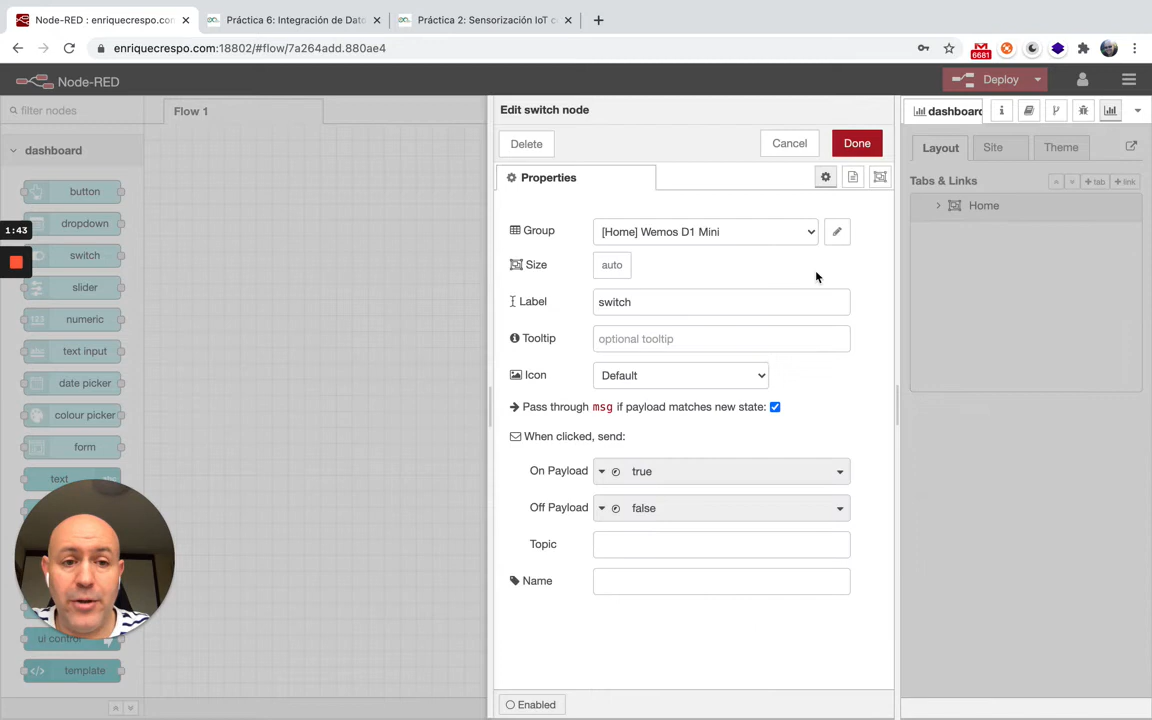 Node-RED : enriquecrespo.com
Práctica 6: Integración de Dato
Práctica 2: Sensorización IoT c
enriquecrespo.com:18802/#flow/7a264add.880ae4
6681
Node-RED
Deploy
filter nodes
Flow 1
Edit switch node
dashboard
Delete
Cancel
Done
Layout
Site
Theme
dashboard
Properties
Tabs & Links
tab
link
Home
button
dropdown
switch
slider
numeric
text input
date picker
colour picker
form
text
abc
ui control
template
1:43
Group
[Home] Wemos D1 Mini
Size
auto
Label
switch
Tooltip
optional tooltip
Icon
Default
Pass through msg if payload matches new state:
When clicked, send:
On Payload
true
Off Payload
false
Topic
Name
Enabled